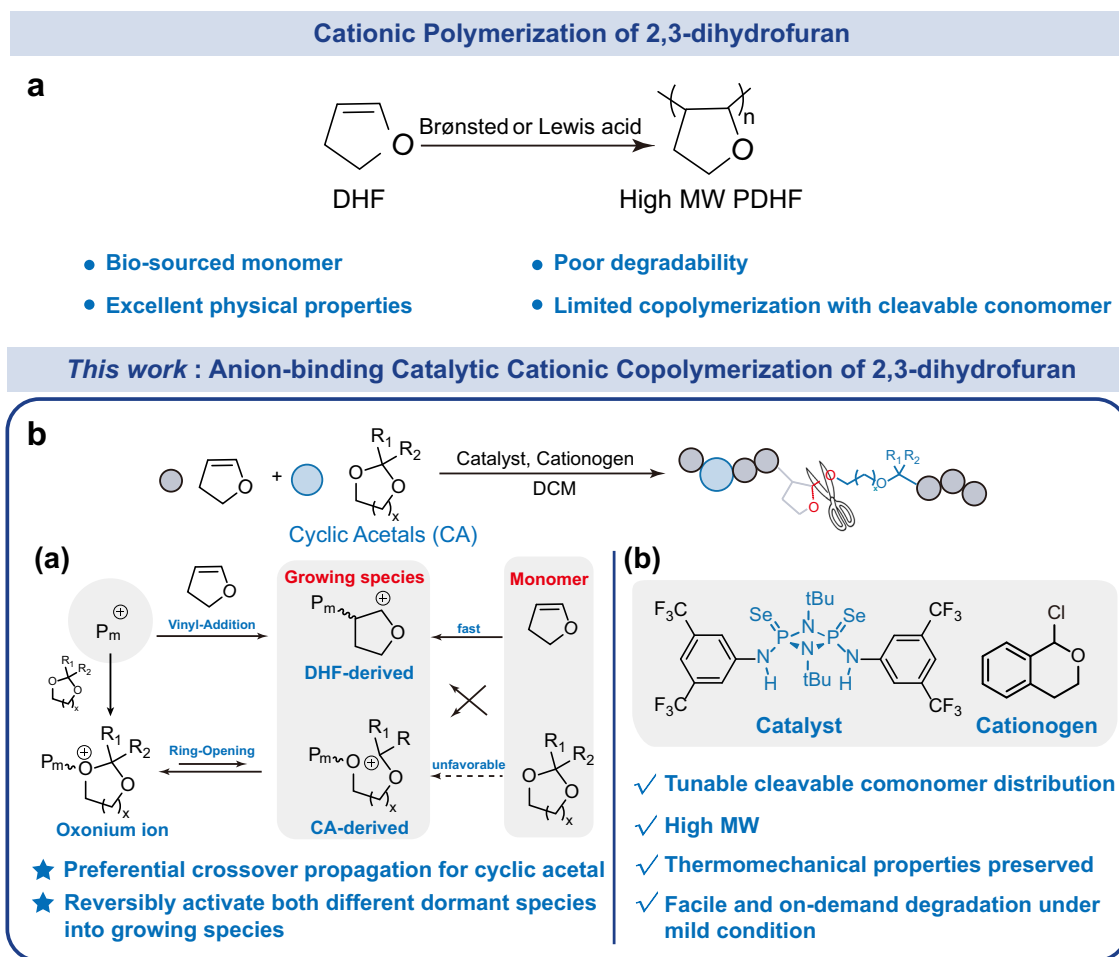 Cationic Polymerization of 2,3-dihydrofuran
a
Brønsted or Lewis acid
O
O
n
DHF
High MW PDHF
Bio-sourced monomer
Poor degradability
Excellent physical properties
Limited copolymerization with cleavable conomomer
This work : Anion-binding Catalytic Cationic Copolymerization of 2,3-dihydrofuran
b
O
+
R1
R2
O
O
x
Catalyst, Cationogen
DCM
O
O
x
O
R1 R2
Cyclic Acetals (CA)
(a)
Pm
⊕
O
Vinyl-Addition
Growing species
Pm
⊕
O
DHF-derived
fast
Monomer
O
R1
R2
O
O
x
Pm
O
⊕
R1
R2
O
x
Oxonium ion
Ring-Opening
Pm
O
R1
R
⊕
O
x
CA-derived
unfavorable
R1
R2
O
O
x
★ Preferential crossover propagation for cyclic acetal
★ Reversibly activate both different dormant species
into growing species
(b)
tBu
F3C
Se
N
Se
CF3
P
P
N
N
N
H
tBu
H
F3C
CF3
Catalyst
Cl
O
Cationogen
√ Tunable cleavable comonomer distribution
√ High MW
√ Thermomechanical properties preserved
√ Facile and on-demand degradation under
mild condition